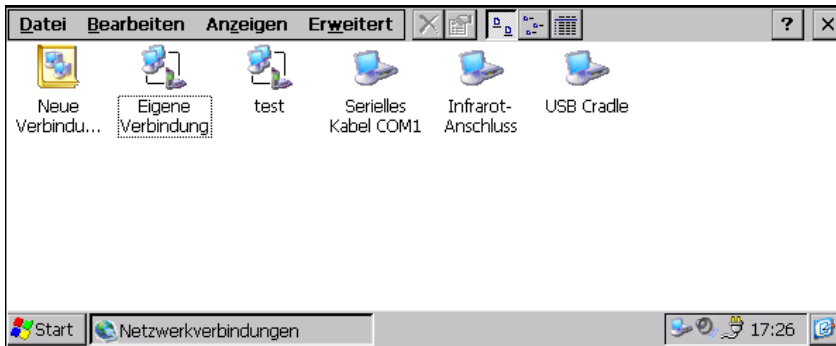 Datei Bearbeiten Anzeigen Erweitert ?
Neue
Verbindu...
Eigene
Verbindung
test
Serielles
Kabel COM1
Infrarot-
Anschluss
USB Cradle
Start Netzwerkverbindungen 17:26